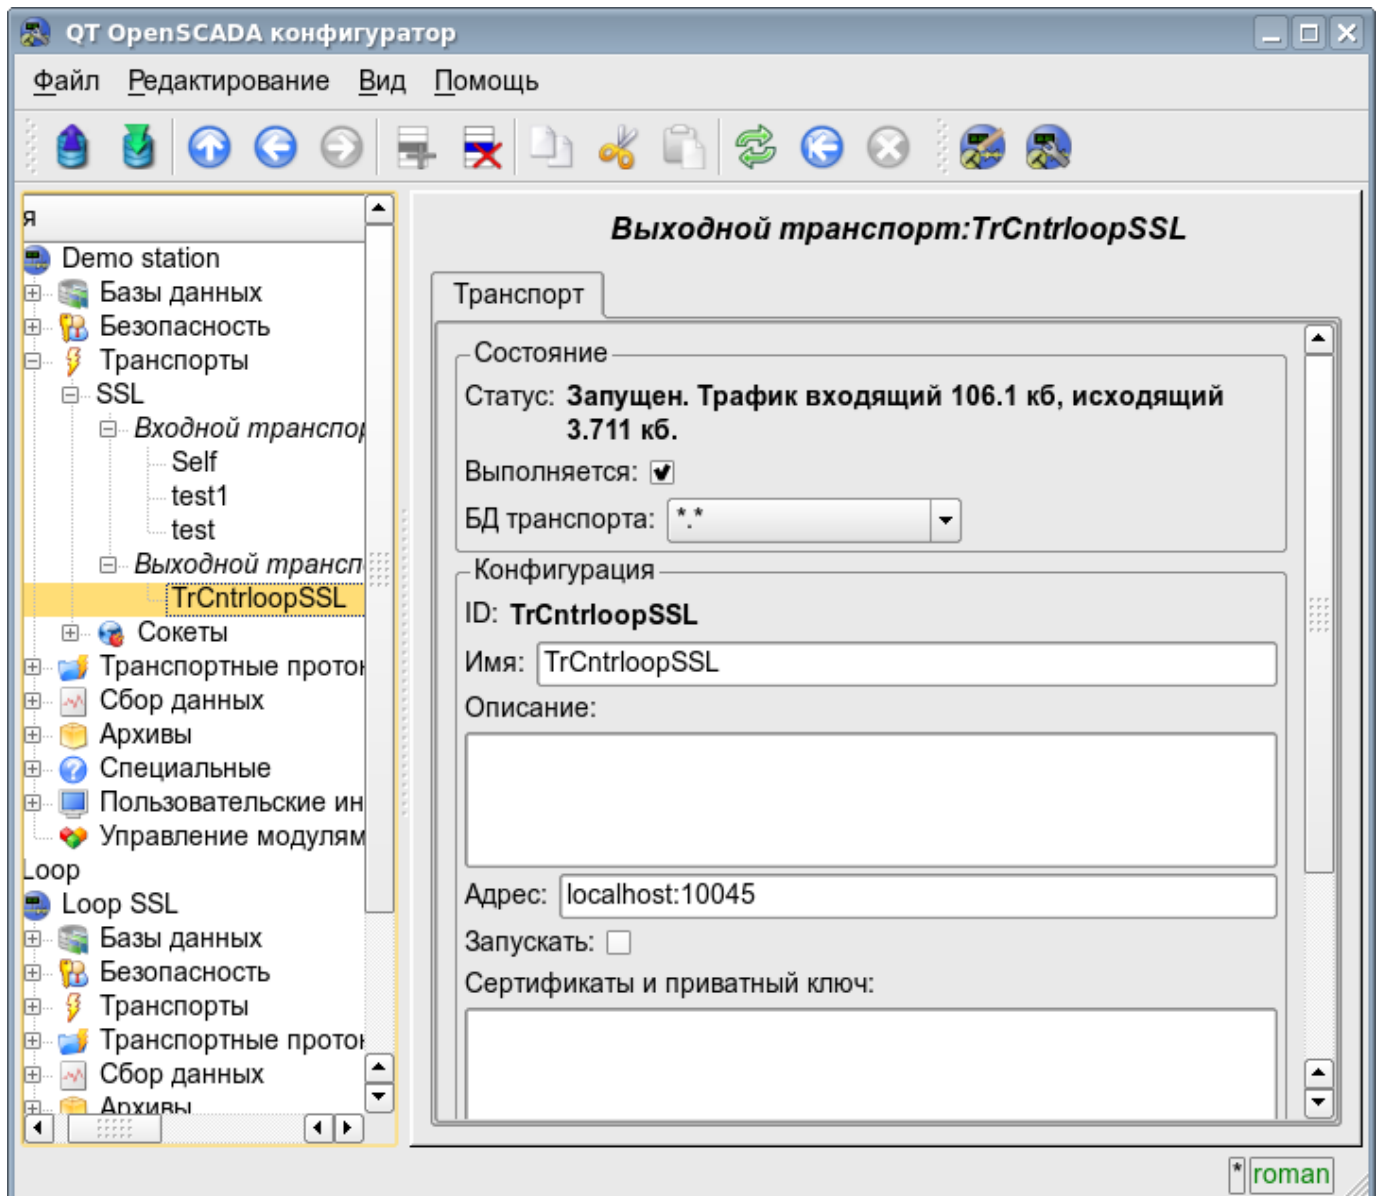 QT OpenSCADA конфигуратор
Файл Редактирование Вид Помощь
я
Demo station
Базы данных
Безопасность
Транспорты
SSL
Входной транспор
Self
test1
test
Выходной трансп
TrCntrloopSSL
Сокеты
Транспортные проток
Сбор данных
Архивы
Специальные
Пользовательские ин
Управление модулям
Loop
Loop SSL
Базы данных
Безопасность
Транспорты
Транспортные проток
Сбор данных
Архивы
Выходной транспорт:TrCntrloopSSL
Транспорт
Состояние
Статус: Запущен. Трафик входящий 106.1 кб, исходящий
3.711 кб.
Выполняется:
БД транспорта: *.*
Конфигурация
ID: TrCntrloopSSL
Имя: TrCntrloopSSL
Описание:
Адрес: localhost:10045
Запускать:
Сертификаты и приватный ключ:
* roman